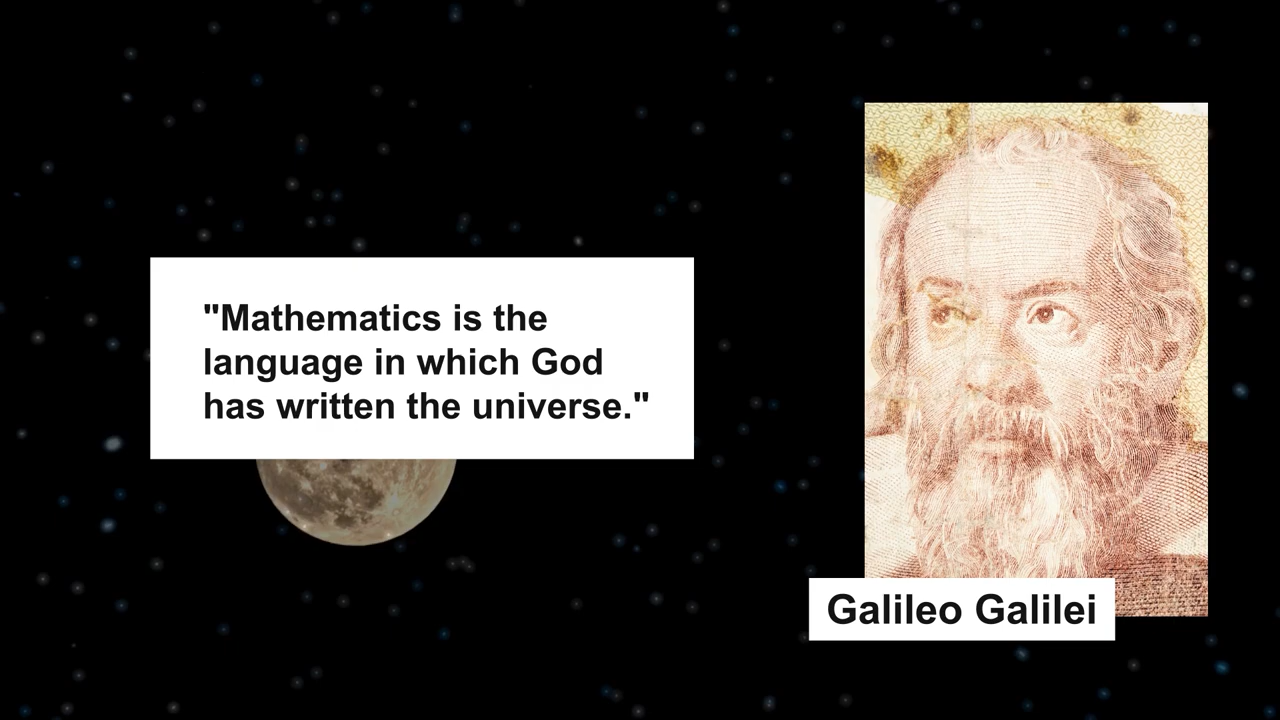 "Mathematics is the
language in which God
has written the universe."
Galileo Galilei